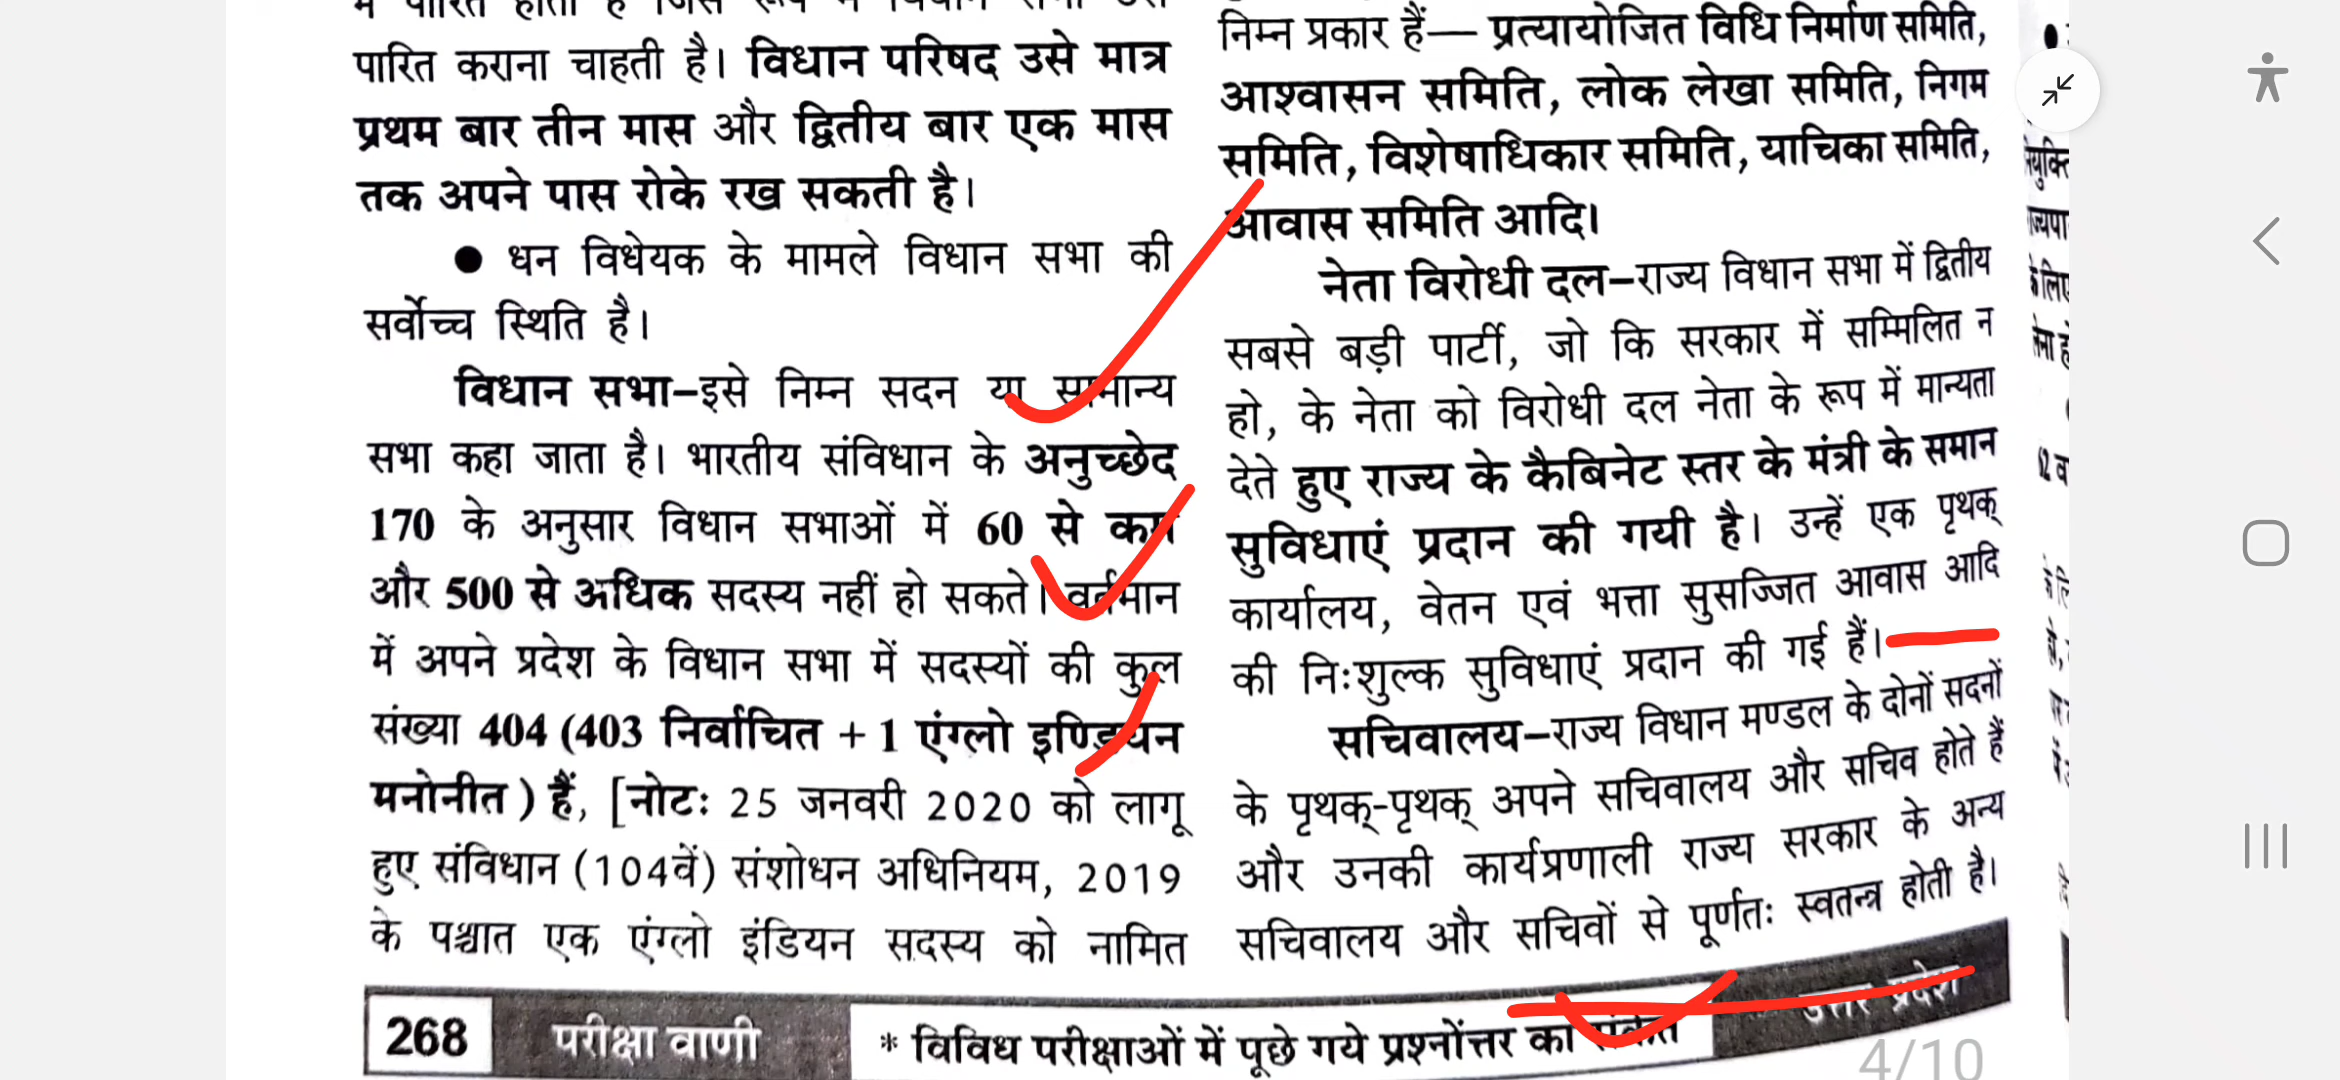 पारित कराना चाहती है। विधान परिषद उसे मात्र
प्रथम बार तीन मास और द्वितीय बार एक मास
तक अपने पास रोके रख सकती है।
● धन विधेयक के मामले विधान सभा की
सर्वोच्च स्थिति है।
विधान सभा–इसे निम्न सदन या सामान्य
सभा कहा जाता है। भारतीय संविधान के अनुच्छेद
170 के अनुसार विधान सभाओं में 60 से कम
और 500 से अधिक सदस्य नहीं हो सकते। वर्तमान
में अपने प्रदेश के विधान सभा में सदस्यों की कुल
संख्या 404 (403 निर्वाचित + 1 एंग्लो इण्डियन
मनोनीत ) हैं, [नोटः 25 जनवरी 2020 को लागू
हुए संविधान (104वें) संशोधन अधिनियम, 2019
के पश्चात एक एंग्लो इंडियन सदस्य को नामित
निम्न प्रकार हैं— प्रत्यायोजित विधि निर्माण समिति,
आश्वासन समिति, लोक लेखा समिति, निगम
समिति, विशेषाधिकार समिति, याचिका समिति,
आवास समिति आदि।
नेता विरोधी दल–राज्य विधान सभा में द्वितीय
सबसे बड़ी पार्टी, जो कि सरकार में सम्मिलित न
हो, के नेता को विरोधी दल नेता के रूप में मान्यता
देते हुए राज्य के कैबिनेट स्तर के मंत्री के समान
सुविधाएं प्रदान की गयी है। उन्हें एक पृथक्
कार्यालय, वेतन एवं भत्ता सुसज्जित आवास आदि
की निःशुल्क सुविधाएं प्रदान की गई हैं।
सचिवालय–राज्य विधान मण्डल के दोनों सदनों
के पृथक्-पृथक् अपने सचिवालय और सचिव होते हैं
और उनकी कार्यप्रणाली राज्य सरकार के अन्य
सचिवालय और सचिवों से पूर्णतः स्वतन्त्र होती है।
268 परीक्षा वाणी * विविध परीक्षाओं में पूछे गये प्रश्नोंत्तर का संकेत उत्तर प्रदेश
4/10